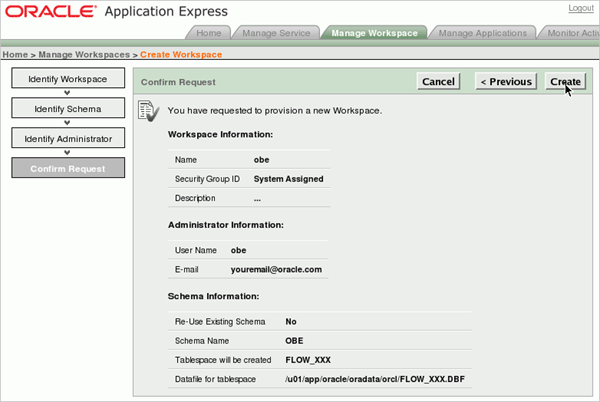 ORACLE Application Express
Logout
Home Manage Service Manage Workspace Manage Applications Monitor Activ
Home > Manage Workspaces > Create Workspace
Identify Workspace
Identify Schema
Identify Administrator
Confirm Request
Confirm Request Cancel < Previous Create
You have requested to provision a new Workspace.
Workspace Information:
Name obe
Security Group ID System Assigned
Description ...
Administrator Information:
User Name obe
E-mail youremail@oracle.com
Schema Information:
Re-Use Existing Schema No
Schema Name OBE
Tablespace will be created FLOW_XXX
Datafile for tablespace /u01/app/oracle/oradata/orcl/FLOW_XXX.DBF